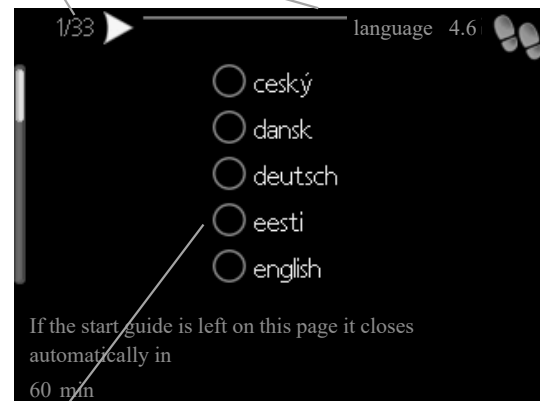 1/33 language 4.6
ceský
dansk
deutsch
eesti
english
If the start guide is left on this page it closes
automatically in
60 min